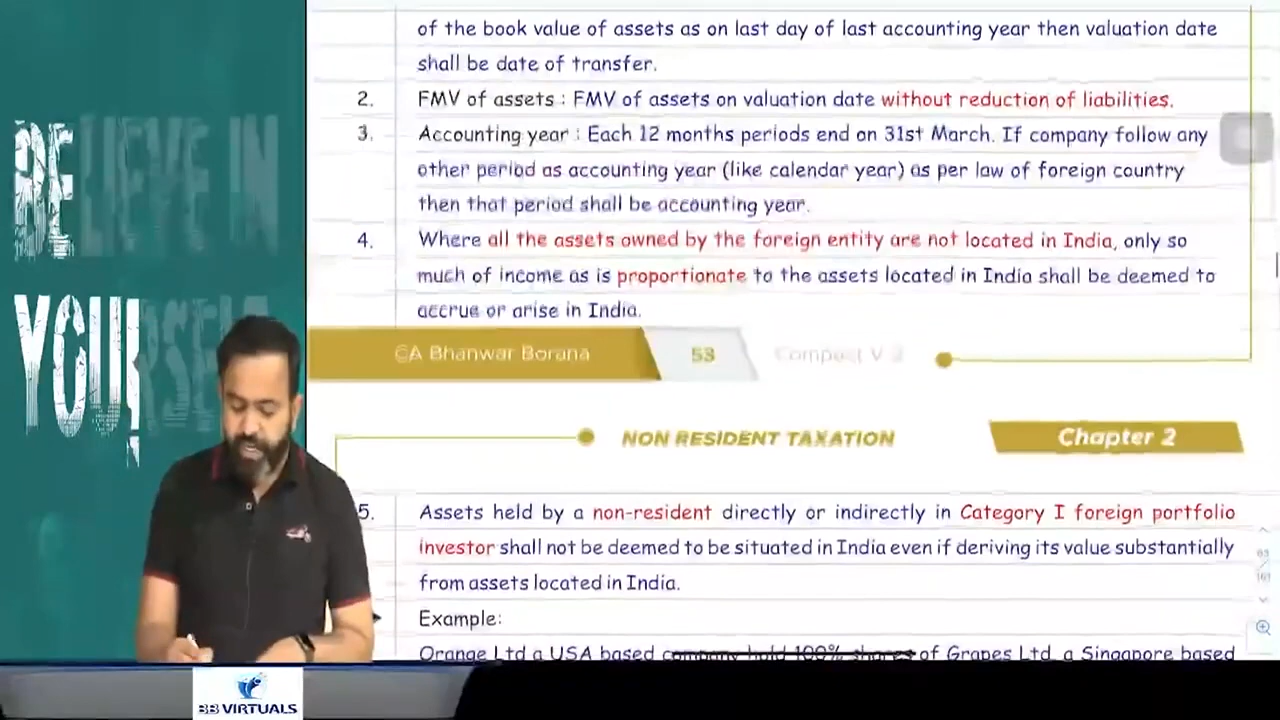 BELIEVE IN
YOURSELF
of the book value of assets as on last day of last accounting year then valuation date
shall be date of transfer.
2. FMV of assets : FMV of assets on valuation date without reduction of liabilities.
3. Accounting year : Each 12 months periods end on 31st March. If company follow any
other period as accounting year (like calendar year) as per law of foreign country
then that period shall be accounting year.
4. Where all the assets owned by the foreign entity are not located in India, only so
much of income as is proportionate to the assets located in India shall be deemed to
accrue or arise in India.
CA Bhanwar Borana 53 Compact V
NON RESIDENT TAXATION Chapter 2
5. Assets held by a non-resident directly or indirectly in Category I foreign portfolio
investor shall not be deemed to be situated in India even if deriving its value substantially
from assets located in India.
Example:
Orange Ltd a USA based company hold 100% shares of Grapes Ltd a Singapore based
BB VIRTUALS